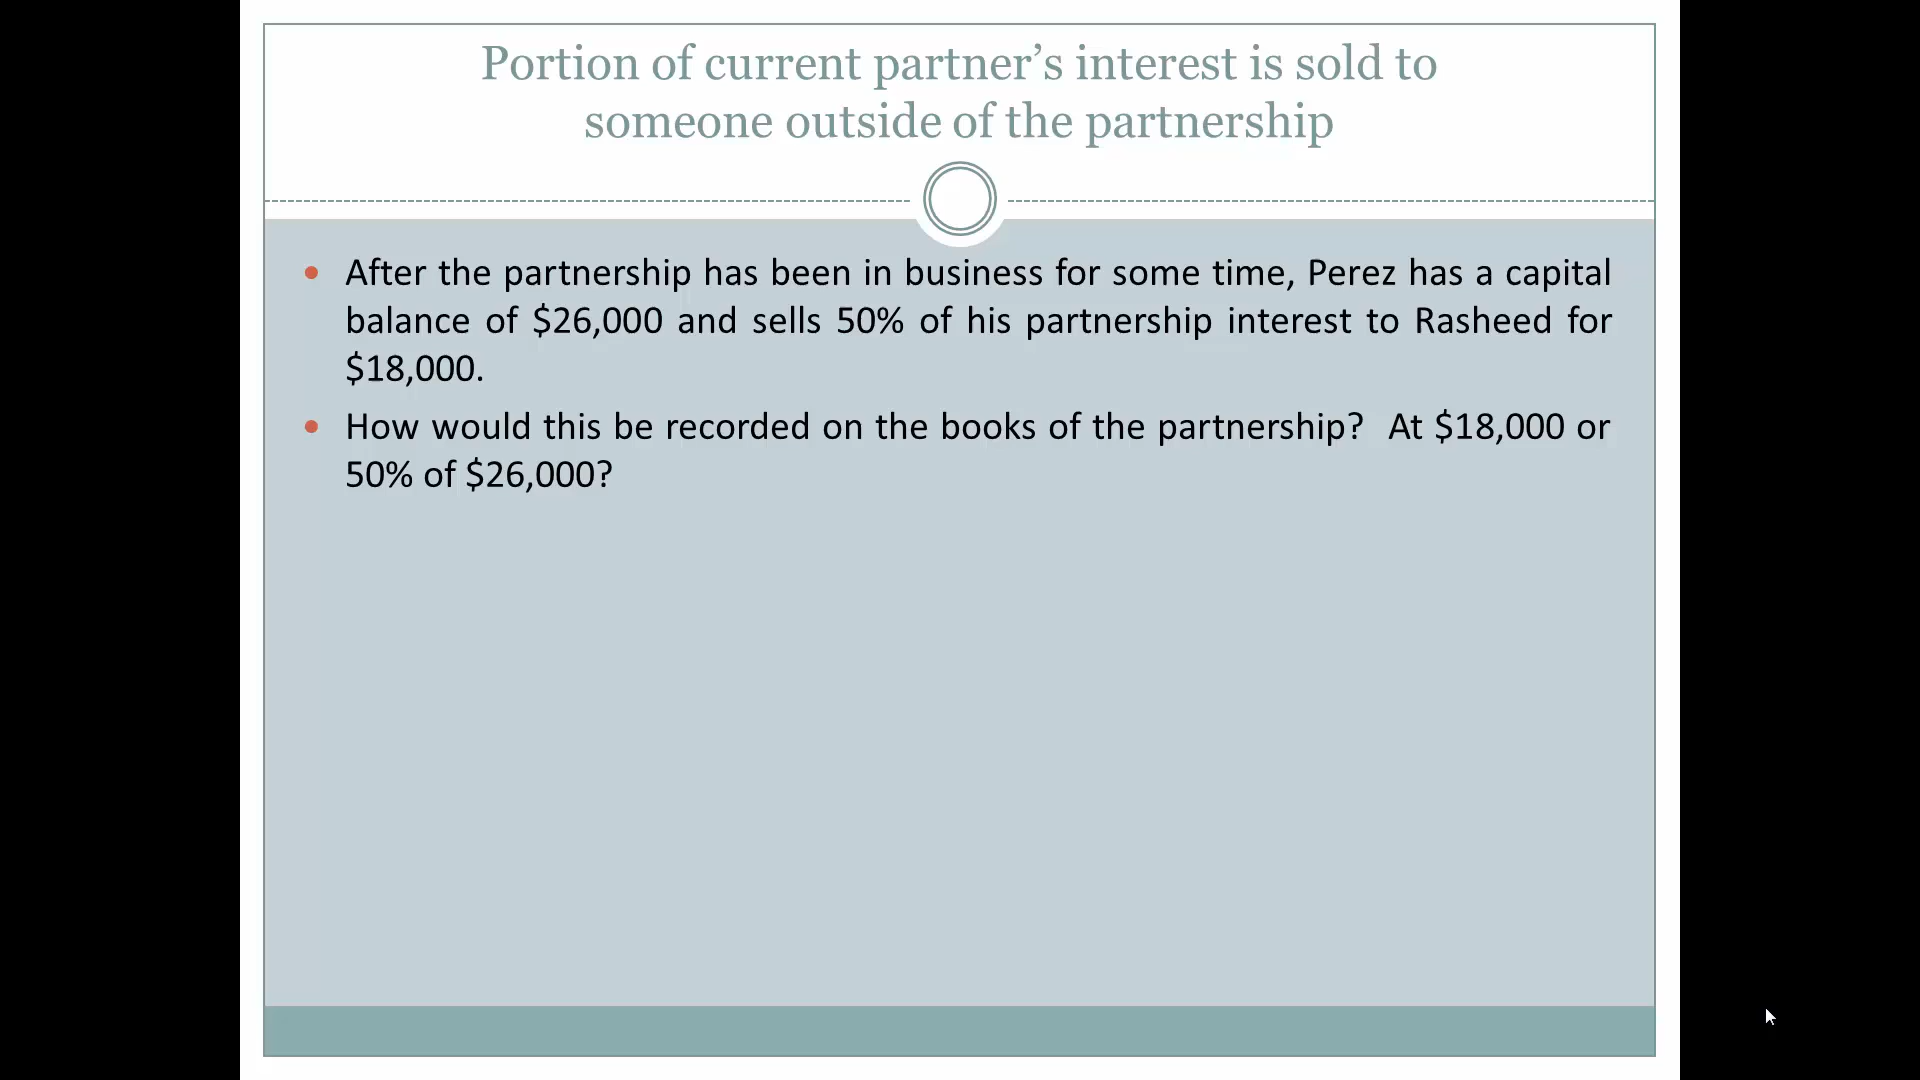 Portion of current partner’s interest is sold to
someone outside of the partnership
After the partnership has been in business for some time, Perez has a capital
balance of $26,000 and sells 50% of his partnership interest to Rasheed for
$18,000.
How would this be recorded on the books of the partnership?  At $18,000 or
50% of $26,000?